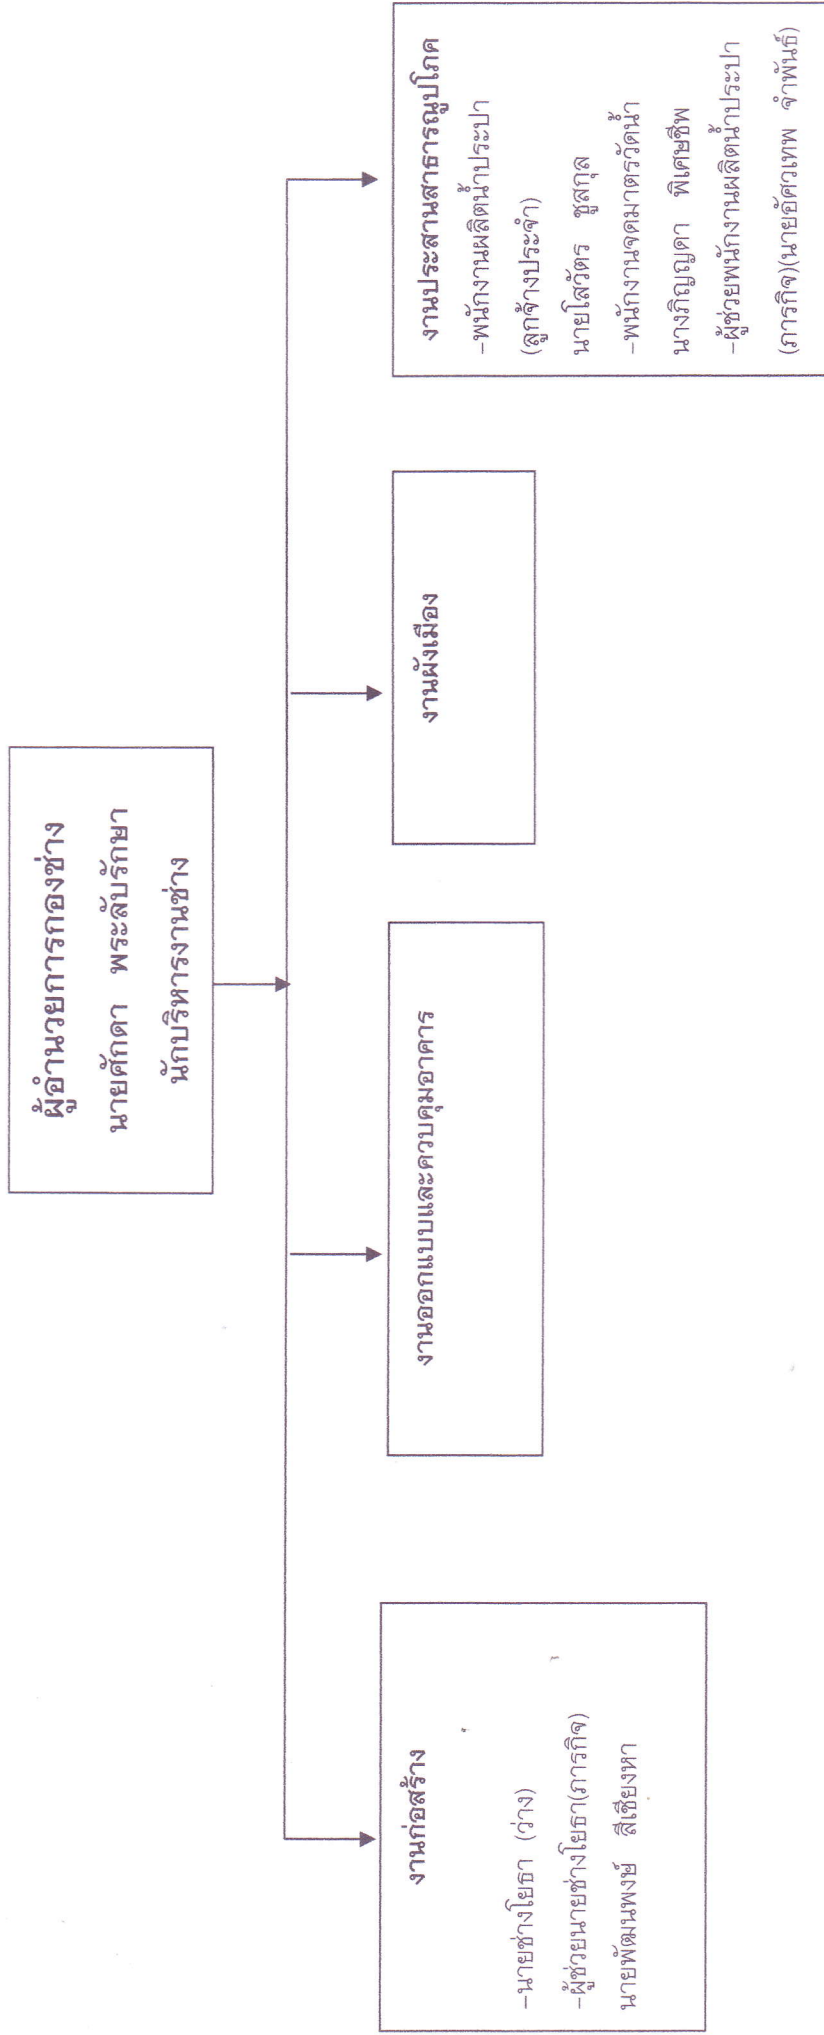 ผู้อำนวยการกองช่าง
นายศักดา พระลับรักษา
นักบริหารงานช่าง
งานก่อสร้าง
-นายช่างโยธา (ว่าง)
-ผู้ช่วยนายช่างโยธา(ภารกิจ)
นายพัฒนพงษ์ สีเชียงหา
งานออกแบบและควบคุมอาคาร
งานผังเมือง
งานประสานสาธารณูปโภค
-พนักงานผลิตน้ำประปา
(ลูกจ้างประจำ)
นายโสวัตร ชูสกุล
-พนักงานจดมาตรวัดน้ำ
นางภิญญดา พิเศษชีพ
-ผู้ช่วยพนักงานผลิตน้ำประปา
(ภารกิจ)(นายอัศวเทพ จำพันธ์)